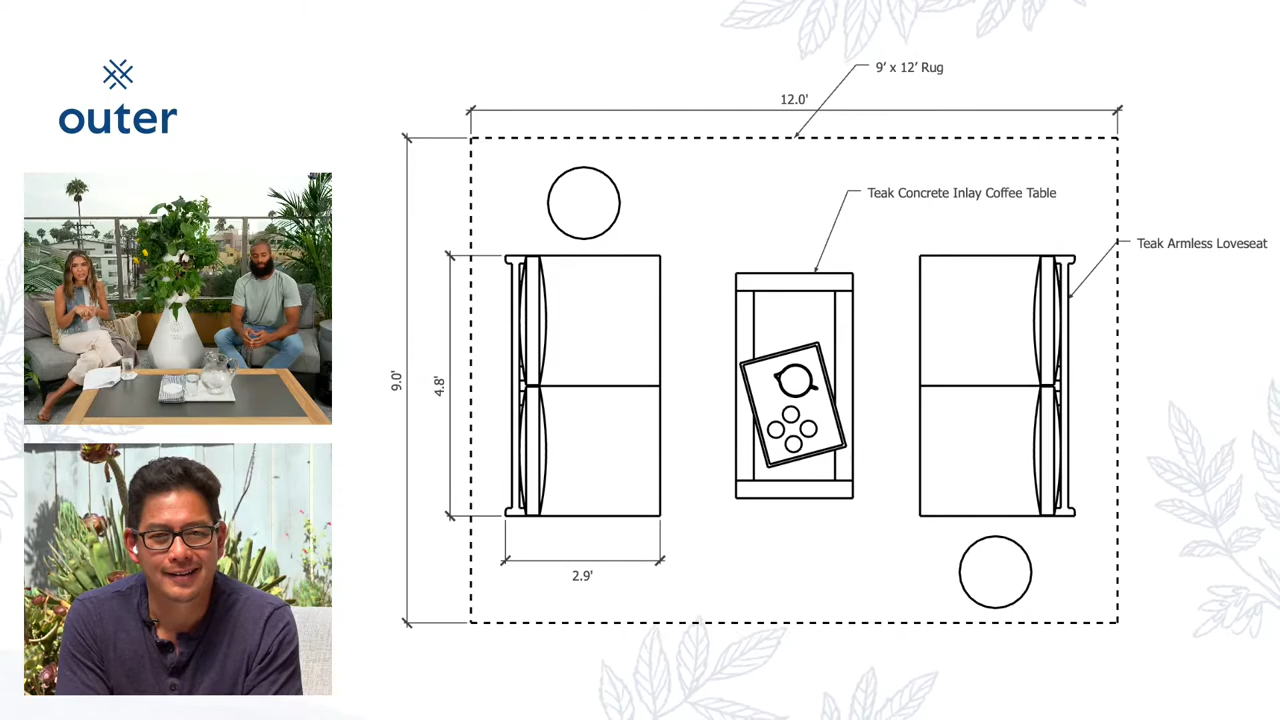 outer
9’ x 12’ Rug
12.0'
Teak Concrete Inlay Coffee Table
Teak Armless Loveseat
9.0'
4.8'
2.9'